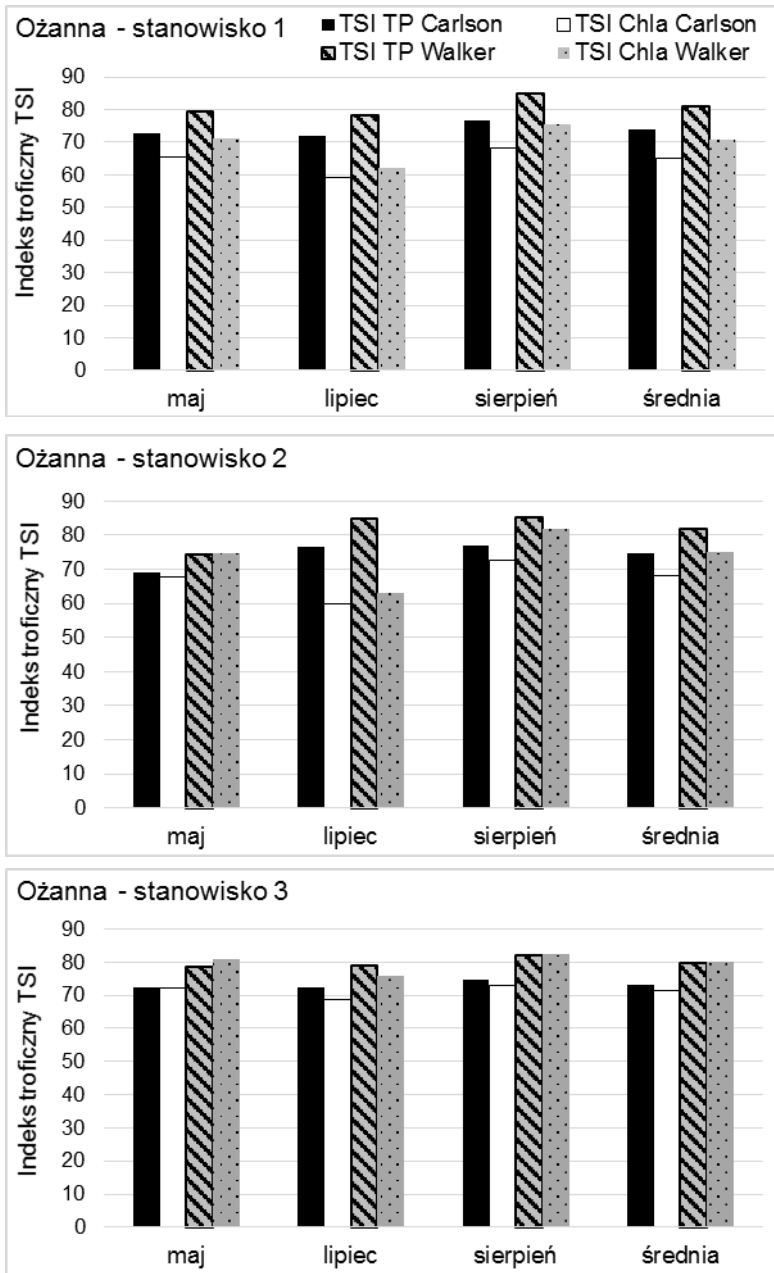 Ożanna - stanowisko 1
TSI TP Carlson
TSI Chla Carlson
TSI TP Walker
TSI Chla Walker
Indeks troficzny TSI
90
80
70
60
50
40
30
20
10
0
maj lipiec sierpień średnia
Ożanna - stanowisko 2
Indeks troficzny TSI
90
80
70
60
50
40
30
20
10
0
maj lipiec sierpień średnia
Ożanna - stanowisko 3
Indeks troficzny TSI
90
80
70
60
50
40
30
20
10
0
maj lipiec sierpień średnia